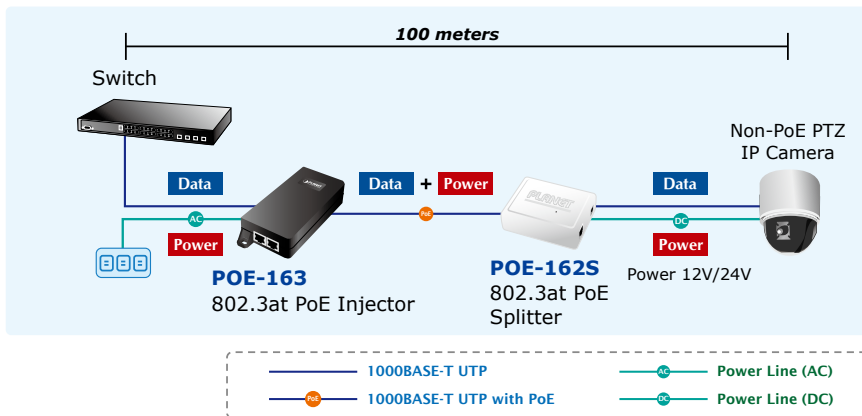 100 meters
Switch
Non-PoE PTZ
IP Camera
Data
Data + Power
Data
AC
PoE
DC
Power
Power
PLANET
PLANET
POE-163
802.3at PoE Injector
POE-162S
802.3at PoE
Splitter
Power 12V/24V
1000BASE-T UTP
AC Power Line (AC)
PoE 1000BASE-T UTP with PoE
DC Power Line (DC)